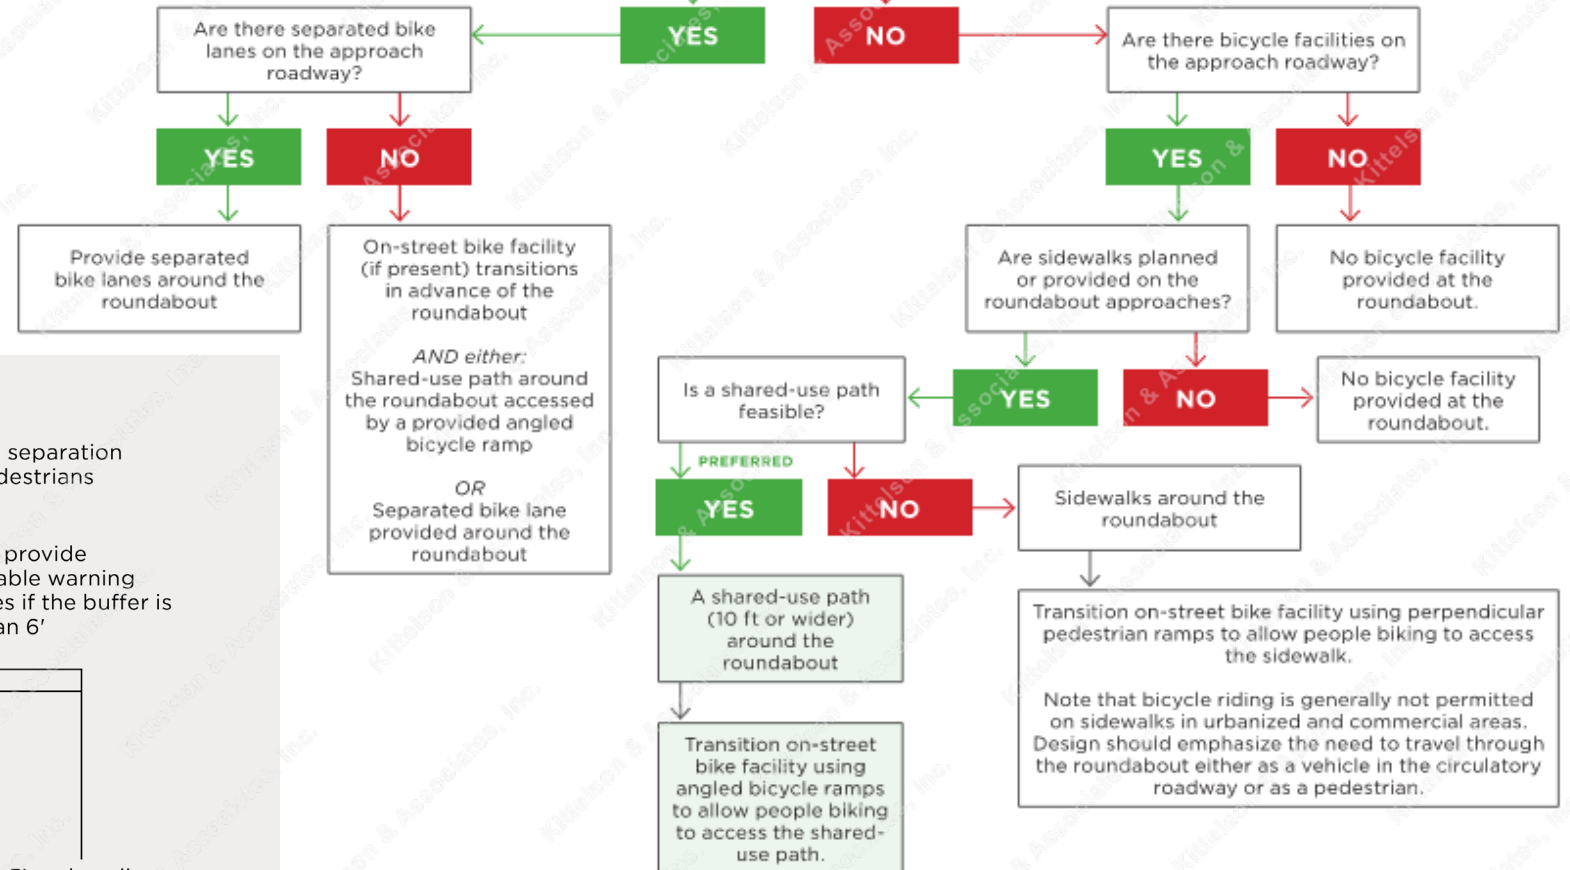 YES
NO
Are there separated bike
lanes on the approach
roadway?
Are there bicycle facilities on
the approach roadway?
YES
NO
YES
NO
Provide separated
bike lanes around the
roundabout
On-street bike facility
(if present) transitions
in advance of the
roundabout
AND either:
Shared-use path around
the roundabout accessed
by a provided angled
bicycle ramp
OR
Separated bike lane
provided around the
roundabout
Are sidewalks planned
or provided on the
roundabout approaches?
No bicycle facility
provided at the
roundabout.
YES
NO
Is a shared-use path
feasible?
No bicycle facility
provided at the
roundabout.
PREFERRED
YES
NO
Sidewalks around the
roundabout
A shared-use path
(10 ft or wider)
around the
roundabout
Transition on-street
bike facility using
angled bicycle ramps
to allow people biking
to access the shared-
use path.
Transition on-street bike facility using perpendicular
pedestrian ramps to allow people biking to access
the sidewalk.
Note that bicycle riding is generally not permitted
on sidewalks in urbanized and commercial areas.
Design should emphasize the need to travel through
the roundabout either as a vehicle in the circulatory
roadway or as a pedestrian.
separation
destrians
provide
able warning
es if the buffer is
an 6'
Kittelson & Associates, Inc.